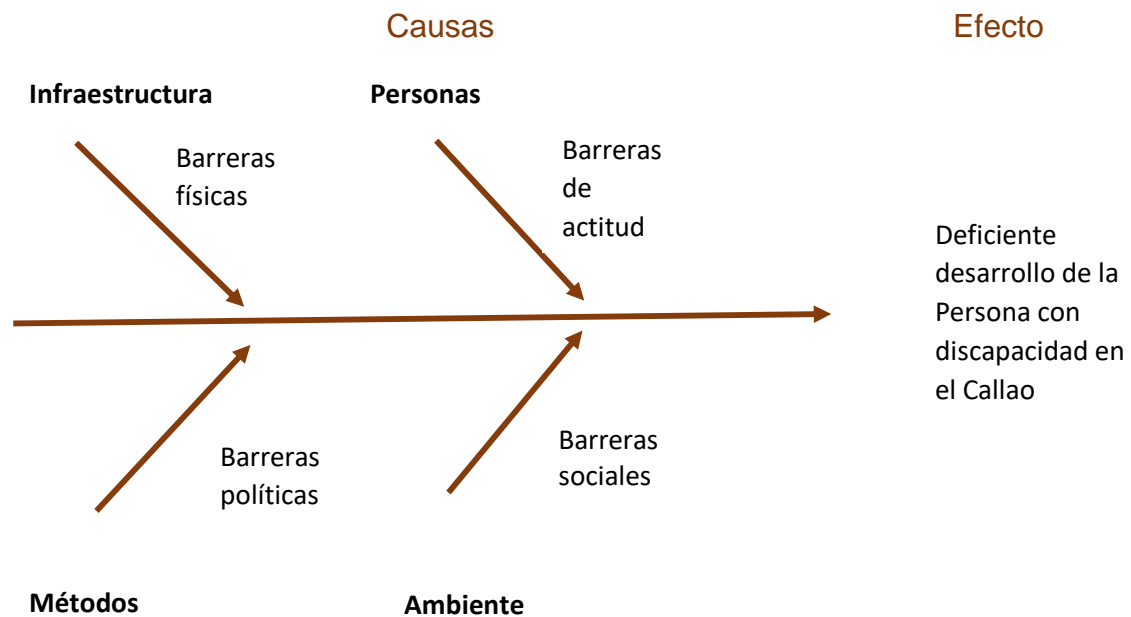 Causas
Efecto
Infraestructura
Personas
Barreras
físicas
Barreras
de
actitud
Deficiente
desarrollo de la
Persona con
discapacidad en
el Callao
Barreras
políticas
Barreras
sociales
Métodos
Ambiente